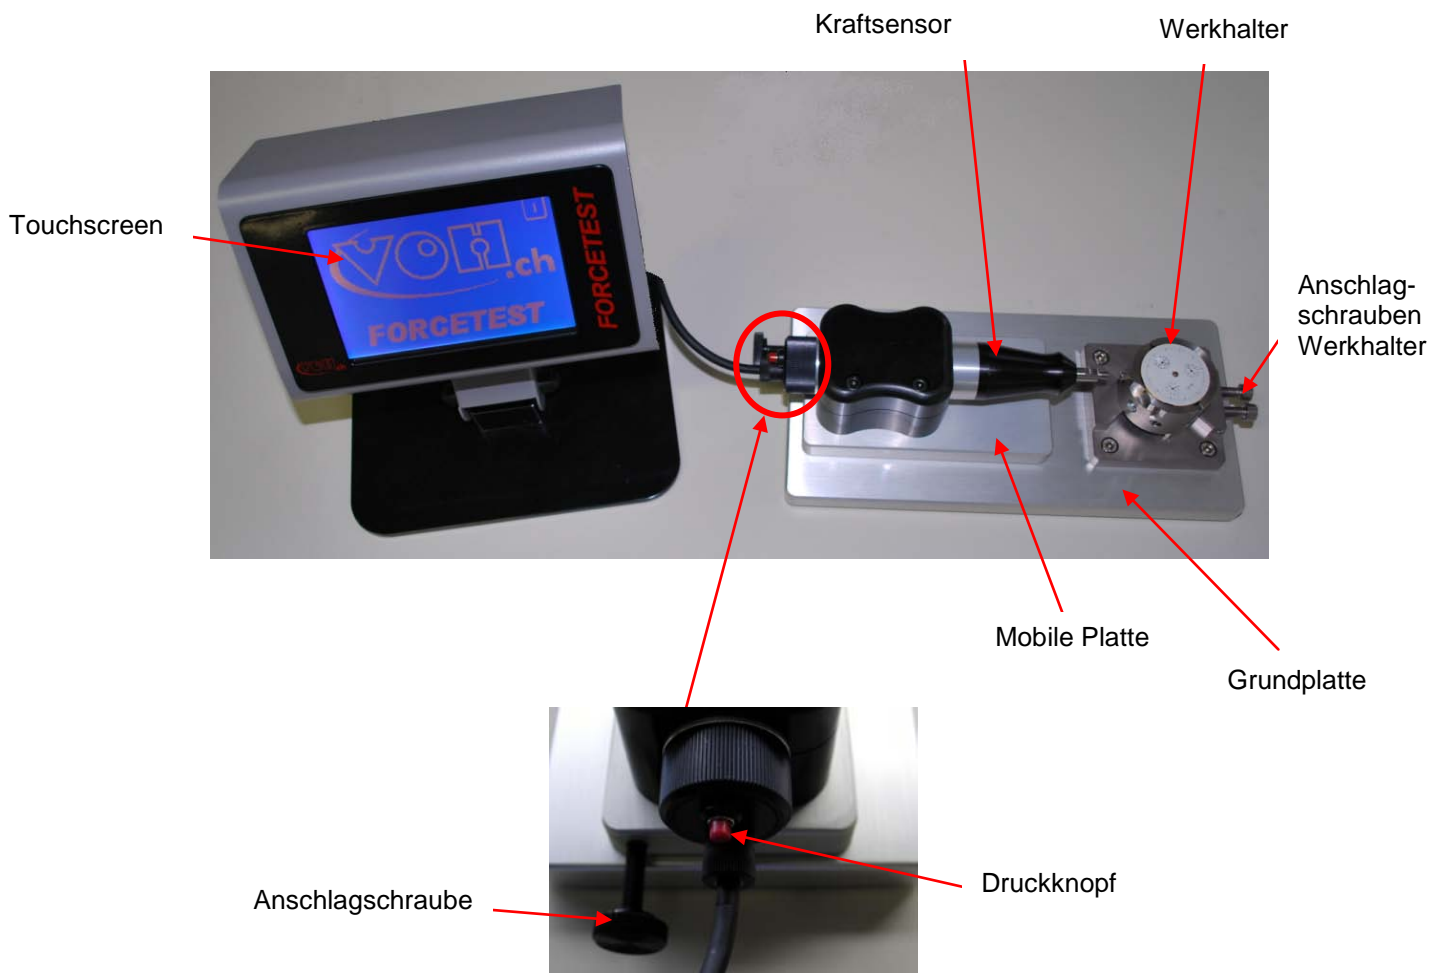 Kraftsensor
Werkhalter
Touchscreen
VOH.ch
FORCETEST
FORCETEST
Anschlag-
schrauben
Werkhalter
Mobile Platte
Grundplatte
Anschlagschraube
Druckknopf